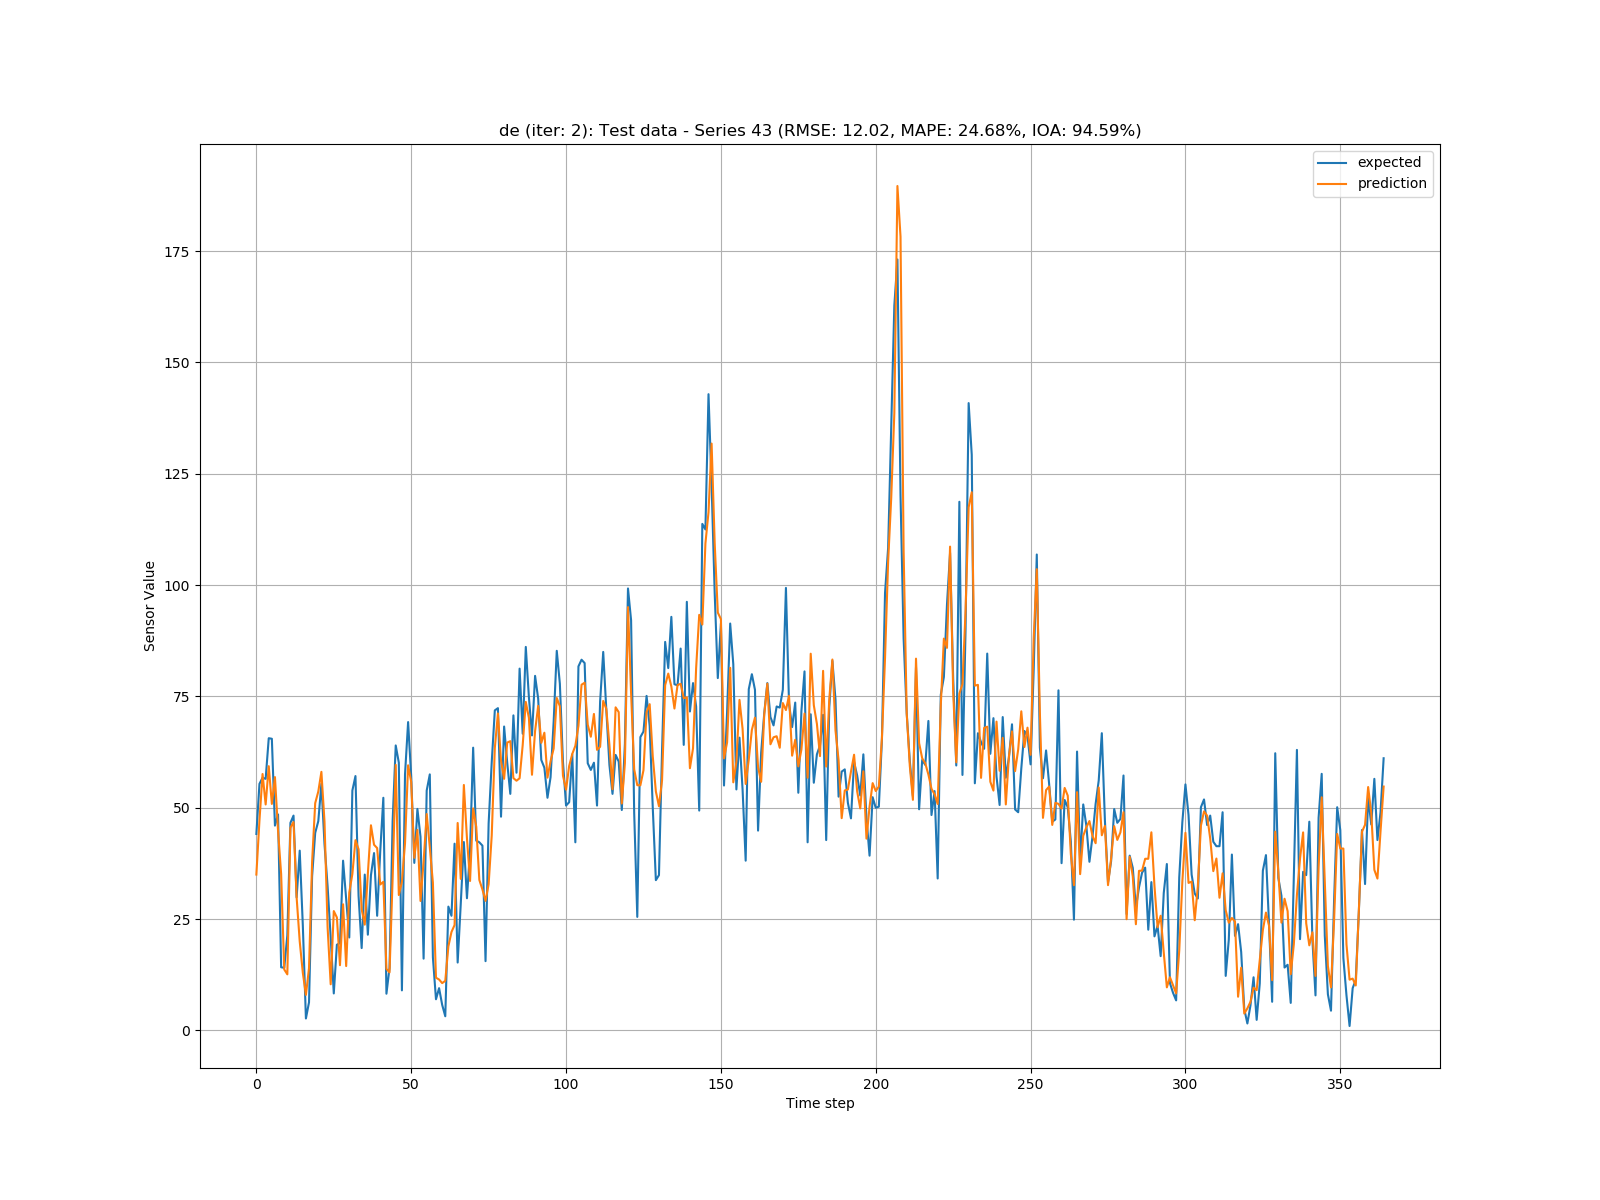 de (iter: 2): Test data - Series 43 (RMSE: 12.02, MAPE: 24.68%, IOA: 94.59%)
expected
prediction
175
150
125
100
75
50
25
0
Sensor Value
0 50 100 150 200 250 300 350
Time step